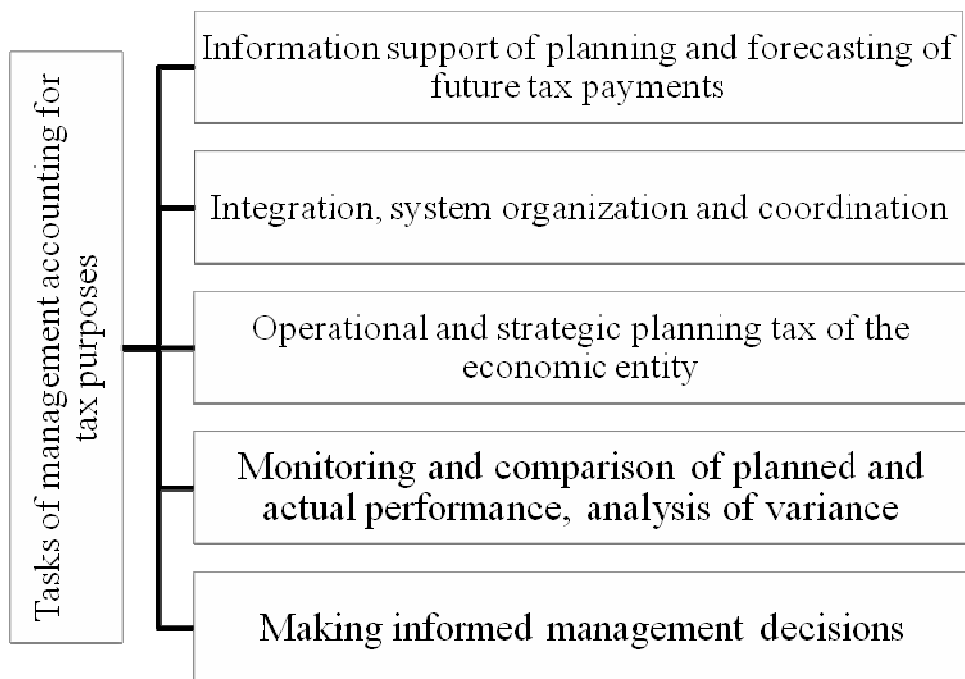 Tasks of management accounting for
tax purposes
Information support of planning and forecasting of
future tax payments
Integration, system organization and coordination
Operational and strategic planning tax of the
economic entity
Monitoring and comparison of planned and
actual performance, analysis of variance
Making informed management decisions